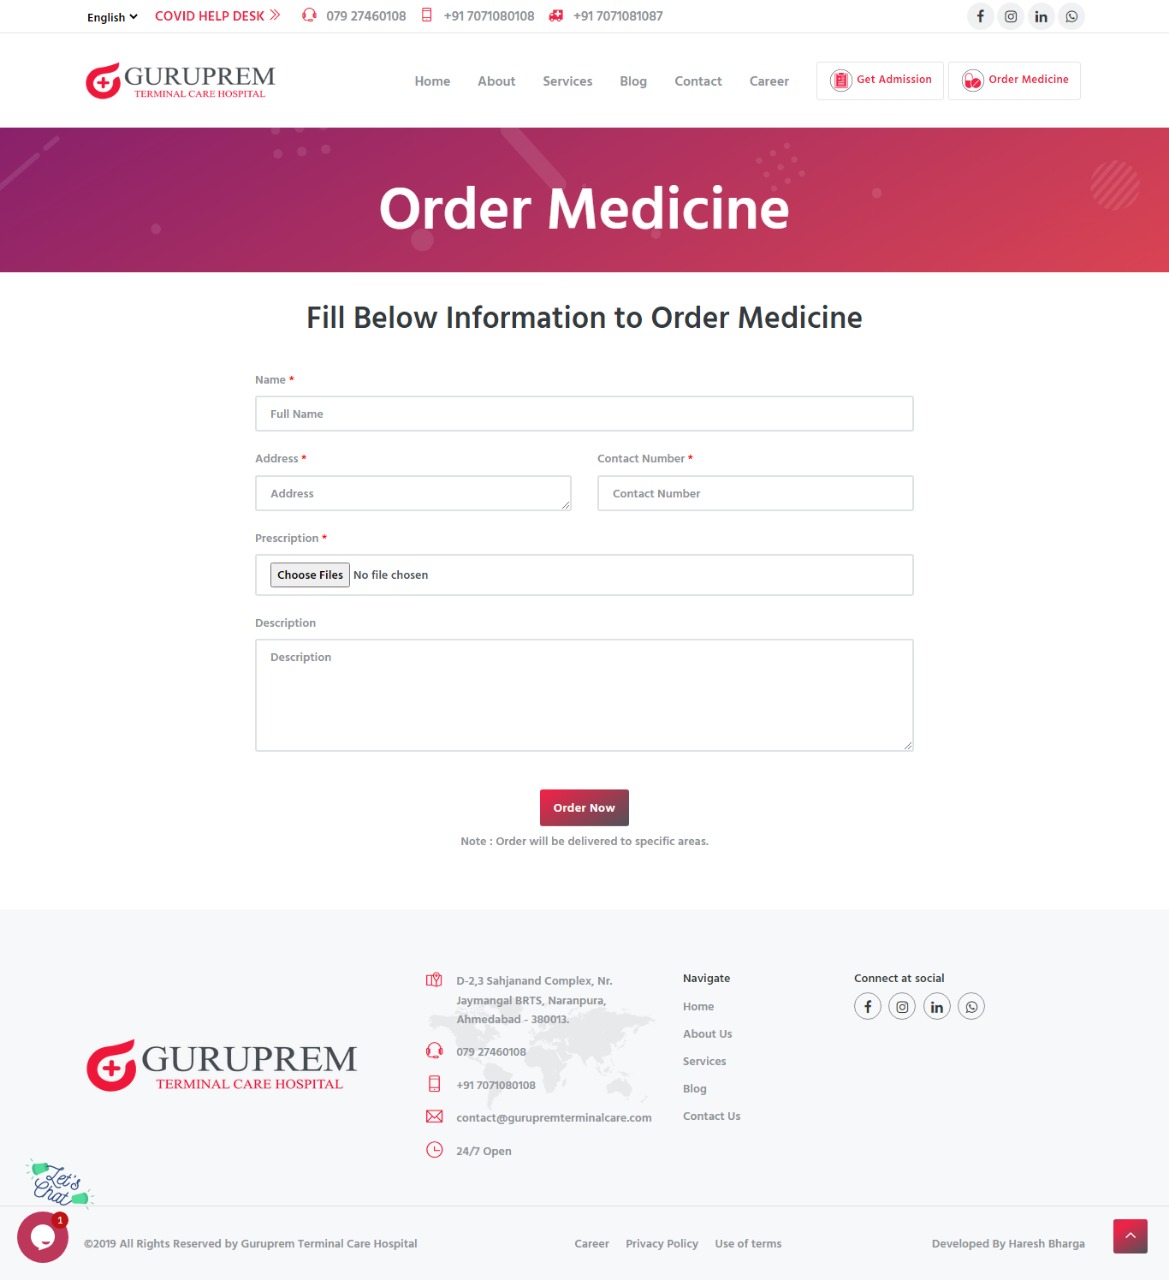 English COVID HELP DESK 079 27460108 +91 7071080108 +91 7071081087
GURUPREM
TERMINAL CARE HOSPITAL
Home About Services Blog Contact Career Get Admission Order Medicine
Order Medicine
Fill Below Information to Order Medicine
Name *
Full Name
Address * Contact Number *
Address Contact Number
Prescription *
Choose Files No file chosen
Description
Description
Order Now
Note : Order will be delivered to specific areas.
GURUPREM
TERMINAL CARE HOSPITAL
D-2,3 Sahjanand Complex, Nr.
Jaymangal BRTS, Naranpura,
Ahmedabad - 380013.
079 27460108
+91 7071080108
contact@gurupremterminalcare.com
24/7 Open
Navigate
Home
About Us
Services
Blog
Contact Us
Connect at social
Let's
Chat
1
©2019 All Rights Reserved by Guruprem Terminal Care Hospital Career Privacy Policy Use of terms Developed By Haresh Bharga